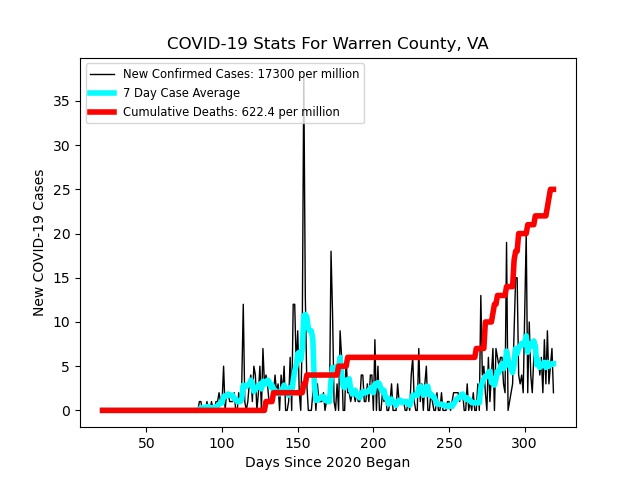 COVID-19 Stats For Warren County, VA
New Confirmed Cases: 17300 per million
7 Day Case Average
Cumulative Deaths: 622.4 per million
New COVID-19 Cases
35
30
25
20
15
10
5
0
50
100
150
200
250
300
Days Since 2020 Began